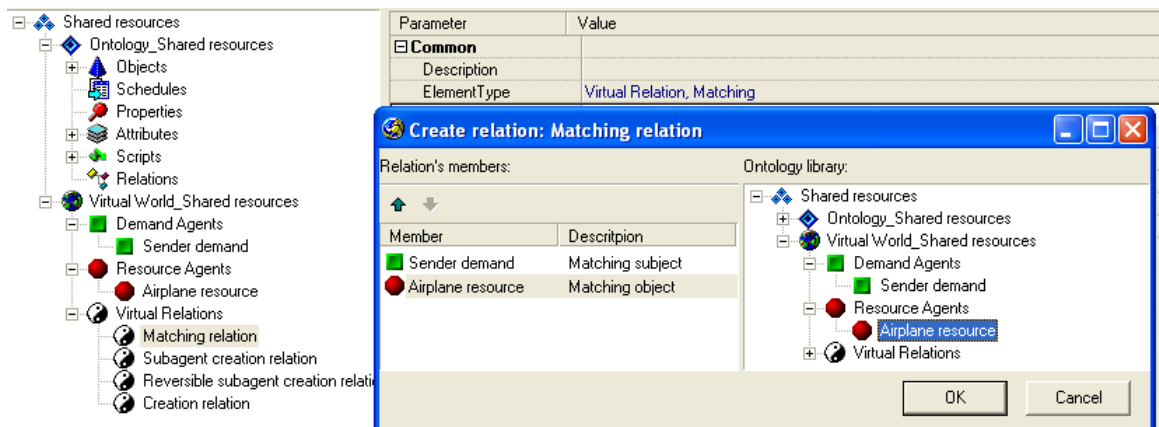 Shared resources
Ontology_Shared resources
Objects
Schedules
Properties
Attributes
Scripts
Relations
Virtual World_Shared resources
Demand Agents
Sender demand
Resource Agents
Airplane resource
Virtual Relations
Matching relation
Subagent creation relation
Reversible subagent creation relati
Creation relation
Parameter Value
Common
Description
ElementType Virtual Relation, Matching
Create relation: Matching relation
Relation's members:
Member Descritpion
Sender demand Matching subject
Airplane resource Matching object
Ontology library:
Shared resources
Ontology_Shared resources
Virtual World_Shared resources
Demand Agents
Sender demand
Resource Agents
Airplane resource
Virtual Relations
OK Cancel